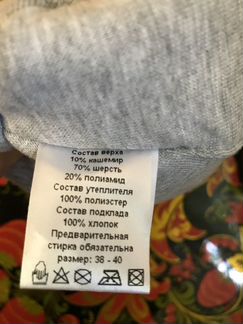 Состав верха
10% кашемир
70% шерсть
20% полиамид
Состав утеплителя
100% полиэстер
Состав подклада
100% хлопок
Предварительная
стирка обязательна
размер: 38 - 40